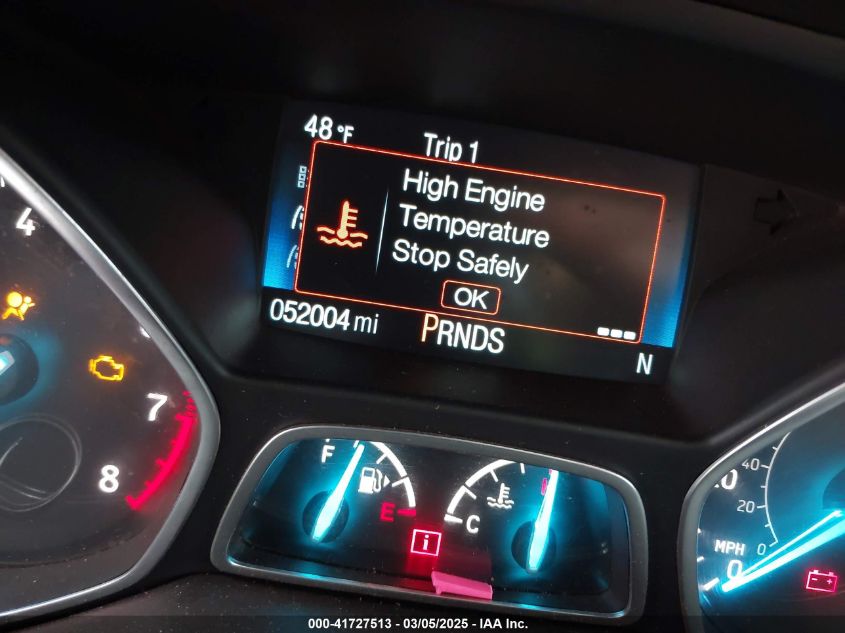 48 °F
Trip 1
High Engine
Temperature
Stop Safely
OK
052004 mi
PRNDS
N
4
7
8
F
E
C
H
i
40
20
0
MPH
0
000-41727513 - 03/05/2025 - IAA Inc.